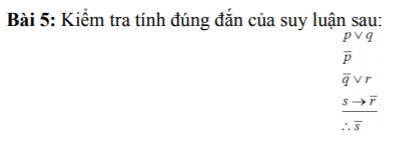 Bài 5: Kiểm tra tính đúng đắn của suy luận sau:
p ∨ q
p̅
q̅ ∨ r
s → r̅
∴ s̅